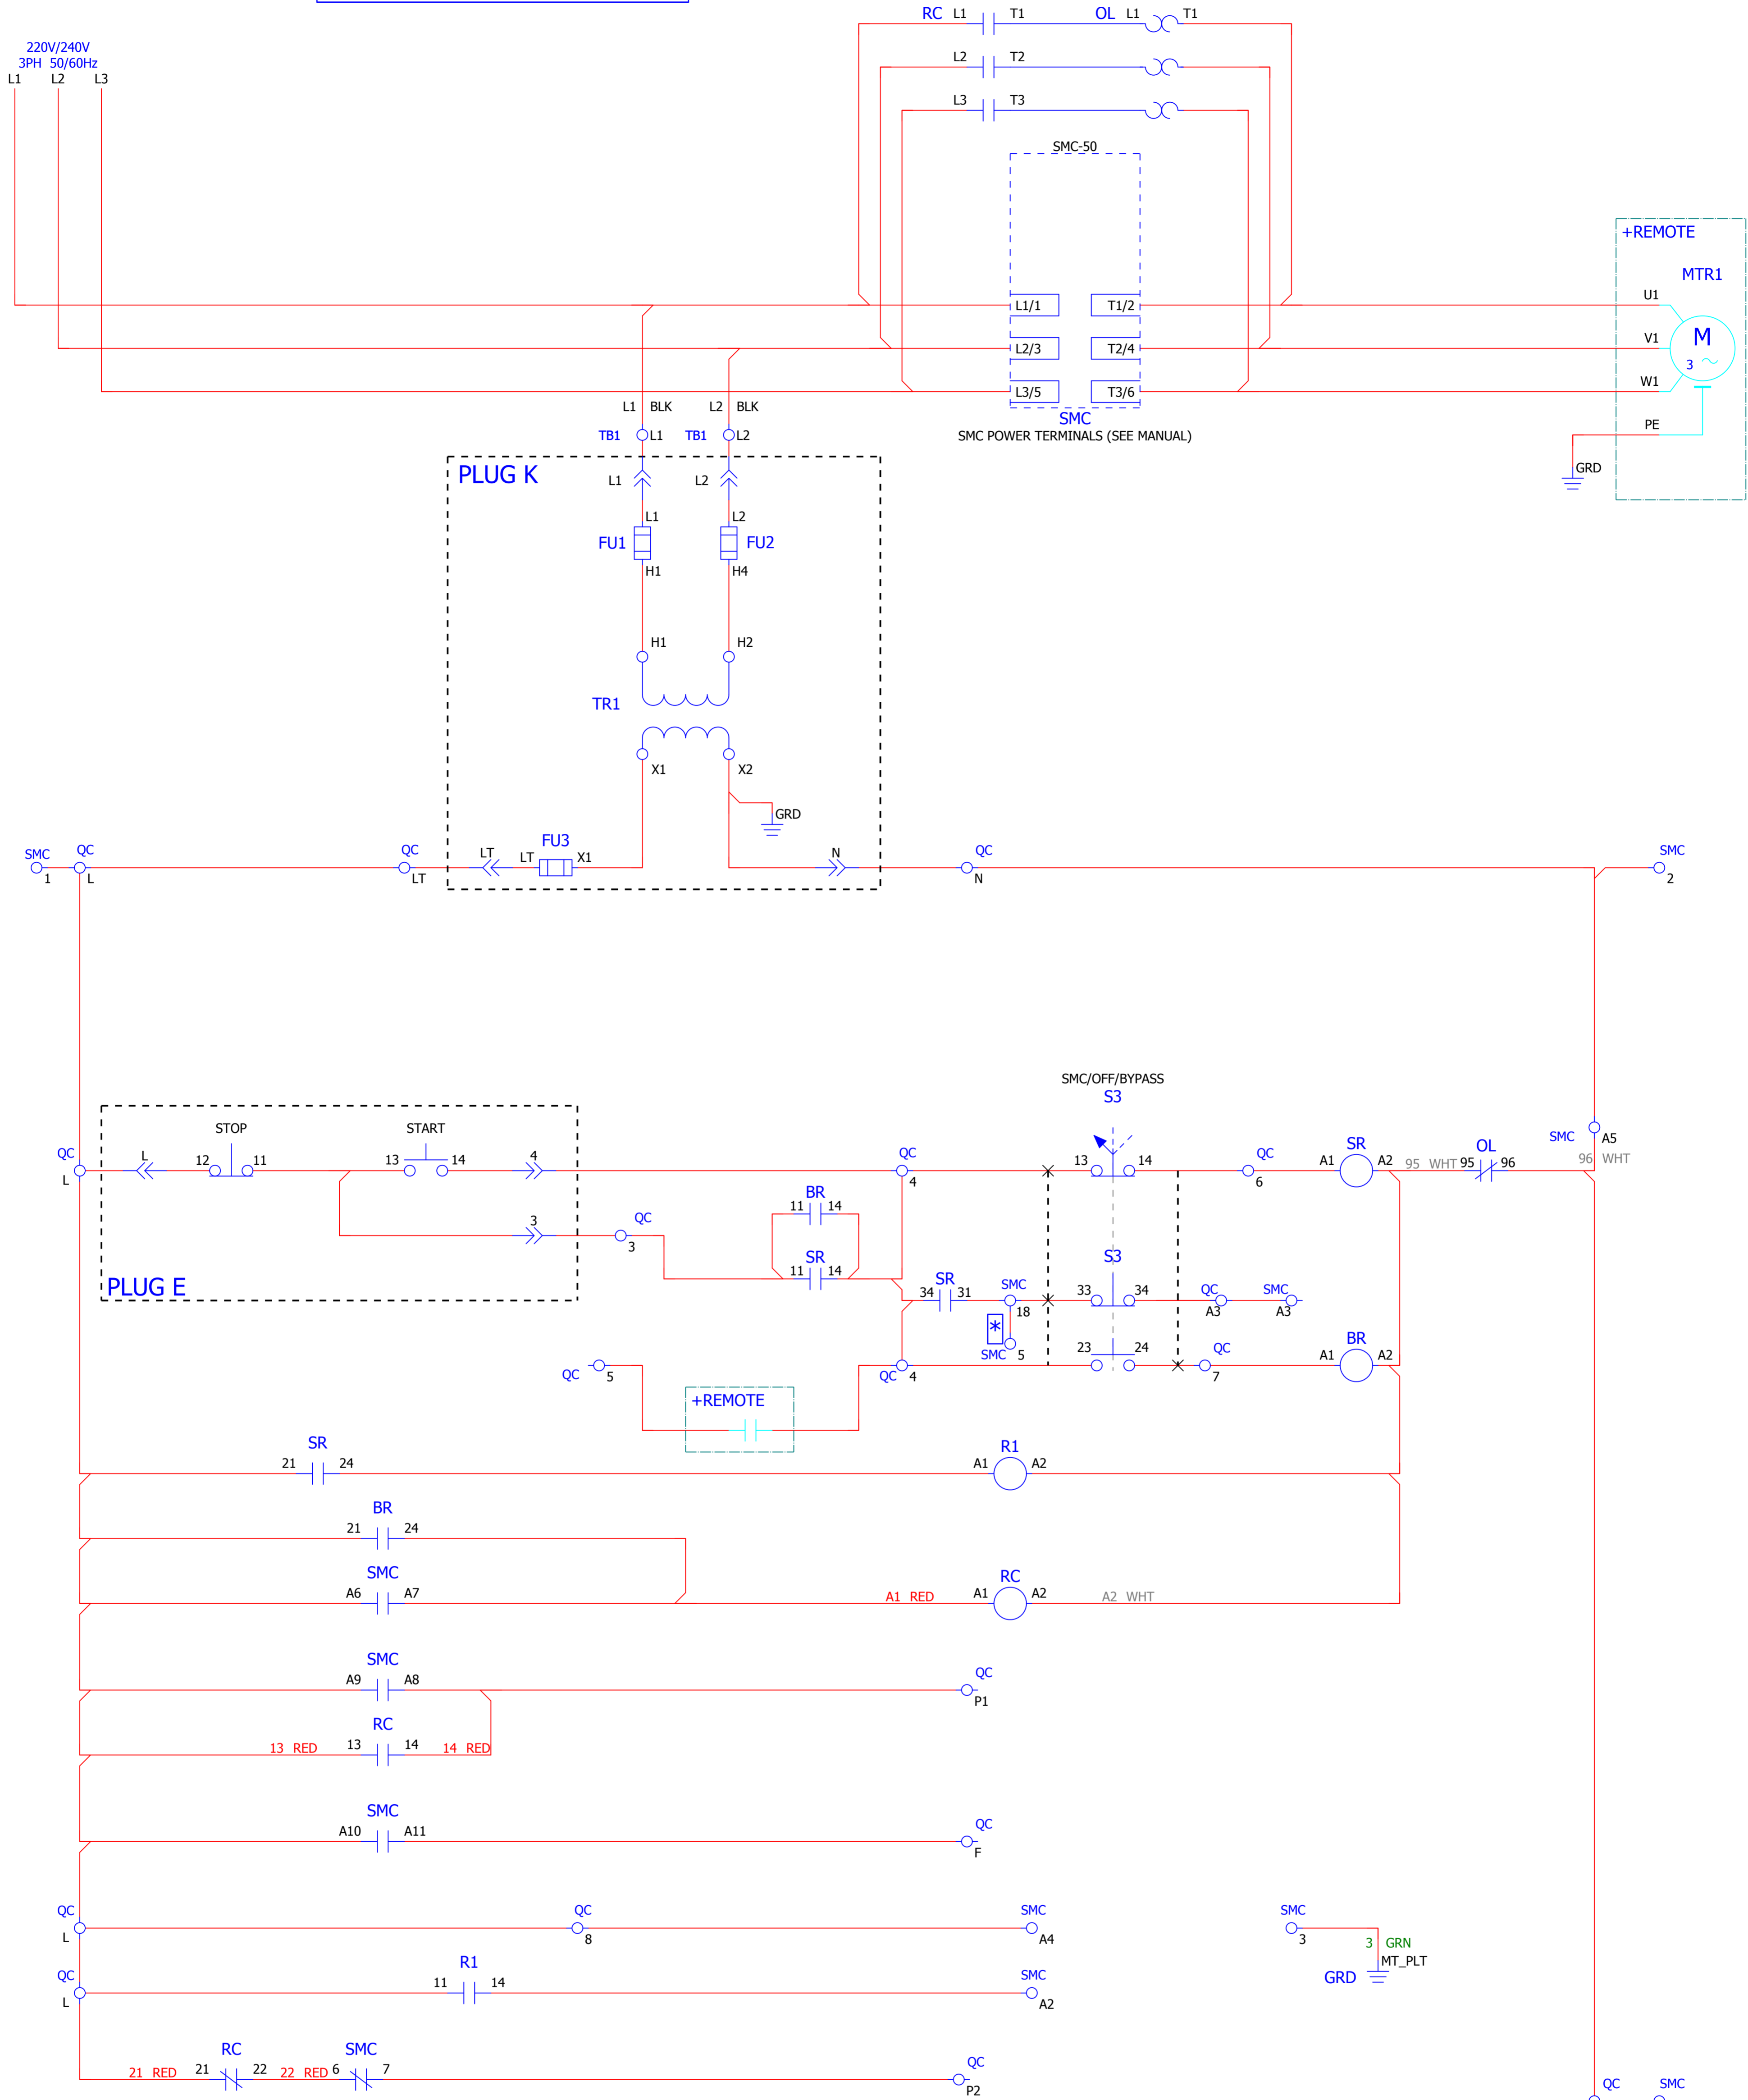 RC L1 T1 OL L1 T1
220V/240V
3PH 50/60Hz
L1 L2 L3
L2 T2
L3 T3
SMC-50
+REMOTE
MTR1
L1/1 T1/2 U1
L2/3 T2/4 V1
M
3
L3/5 T3/6 W1
L1 BLK L2 BLK
SMC
SMC POWER TERMINALS (SEE MANUAL)
PE
TB1 L1 TB1 L2
GRD
PLUG K
L1 L2
L1 L2
FU1 FU2
H1 H4
H1 H2
TR1
X1 X2
GRD
SMC QC QC FU3 QC SMC
LT LT X1 N
1 L LT N 2
SMC/OFF/BYPASS
S3
STOP START
QC L 12 11 13 14 4 QC 13 14 QC SR A1 A2 95 WHT 95 OL 96 SMC A5
96 WHT
L 4 6
BR
11 14
3 QC
3
SR
11 14
S3
PLUG E
SR
34 31 SMC 33 34 QC SMC
18 A3 A3
*
SMC 5 23 24 QC BR A1 A2
QC 5 QC 4 7
+REMOTE
SR R1
21 24 A1 A2
BR
21 24
SMC RC
A6 A7 A1 RED A1 A2 A2 WHT
SMC
A9 A8 QC
P1
RC
13 RED 13 14 14 RED
SMC
A10 A11 QC
F
QC QC SMC SMC
L 8 A4 3
3 GRN
MT_PLT
GRD
QC R1 SMC
11 14
L A2
RC SMC
21 RED 21 22 22 RED 6 7 QC
P2
QC SMC